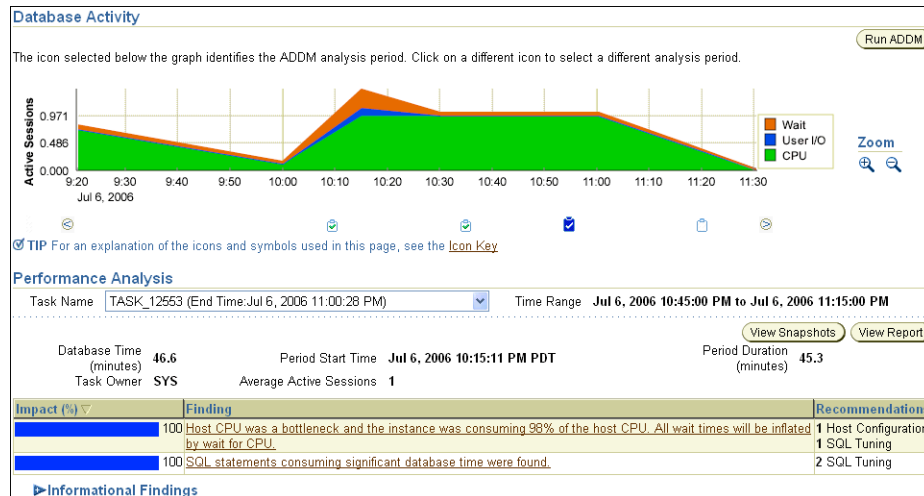 Database Activity
Run ADDM
The icon selected below the graph identifies the ADDM analysis period. Click on a different icon to select a different analysis period.
Active Sessions
0.971
0.486
0.000
9:20 9:30 9:40 9:50 10:00 10:10 10:20 10:30 10:40 10:50 11:00 11:10 11:20 11:30
Jul 6, 2006
Wait
User I/O
CPU
Zoom
TIP For an explanation of the icons and symbols used in this page, see the Icon Key
Performance Analysis
Task Name TASK_12553 (End Time:Jul 6, 2006 11:00:28 PM) Time Range Jul 6, 2006 10:45:00 PM to Jul 6, 2006 11:15:00 PM
View Snapshots View Report
Database Time (minutes) 46.6 Period Start Time Jul 6, 2006 10:15:11 PM PDT Period Duration (minutes) 45.3
Task Owner SYS Average Active Sessions 1
Impact (%) Finding Recommendation
100 Host CPU was a bottleneck and the instance was consuming 98% of the host CPU. All wait times will be inflated 1 Host Configuration
by wait for CPU. 1 SQL Tuning
100 SQL statements consuming significant database time were found. 2 SQL Tuning
Informational Findings